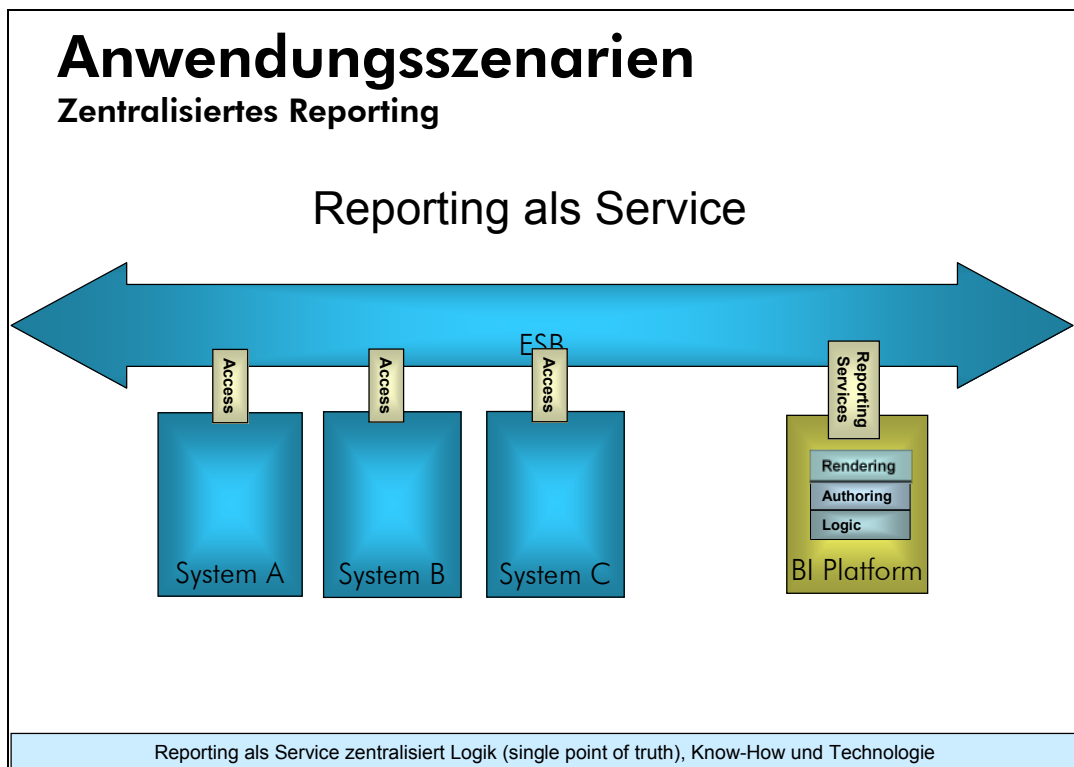 Anwendungsszenarien
Zentralisiertes Reporting
Reporting als Service
ESB
Access
Access
Access
Reporting
Services
Rendering
Authoring
Logic
System A
System B
System C
BI Platform
Reporting als Service zentralisiert Logik (single point of truth), Know-How und Technologie